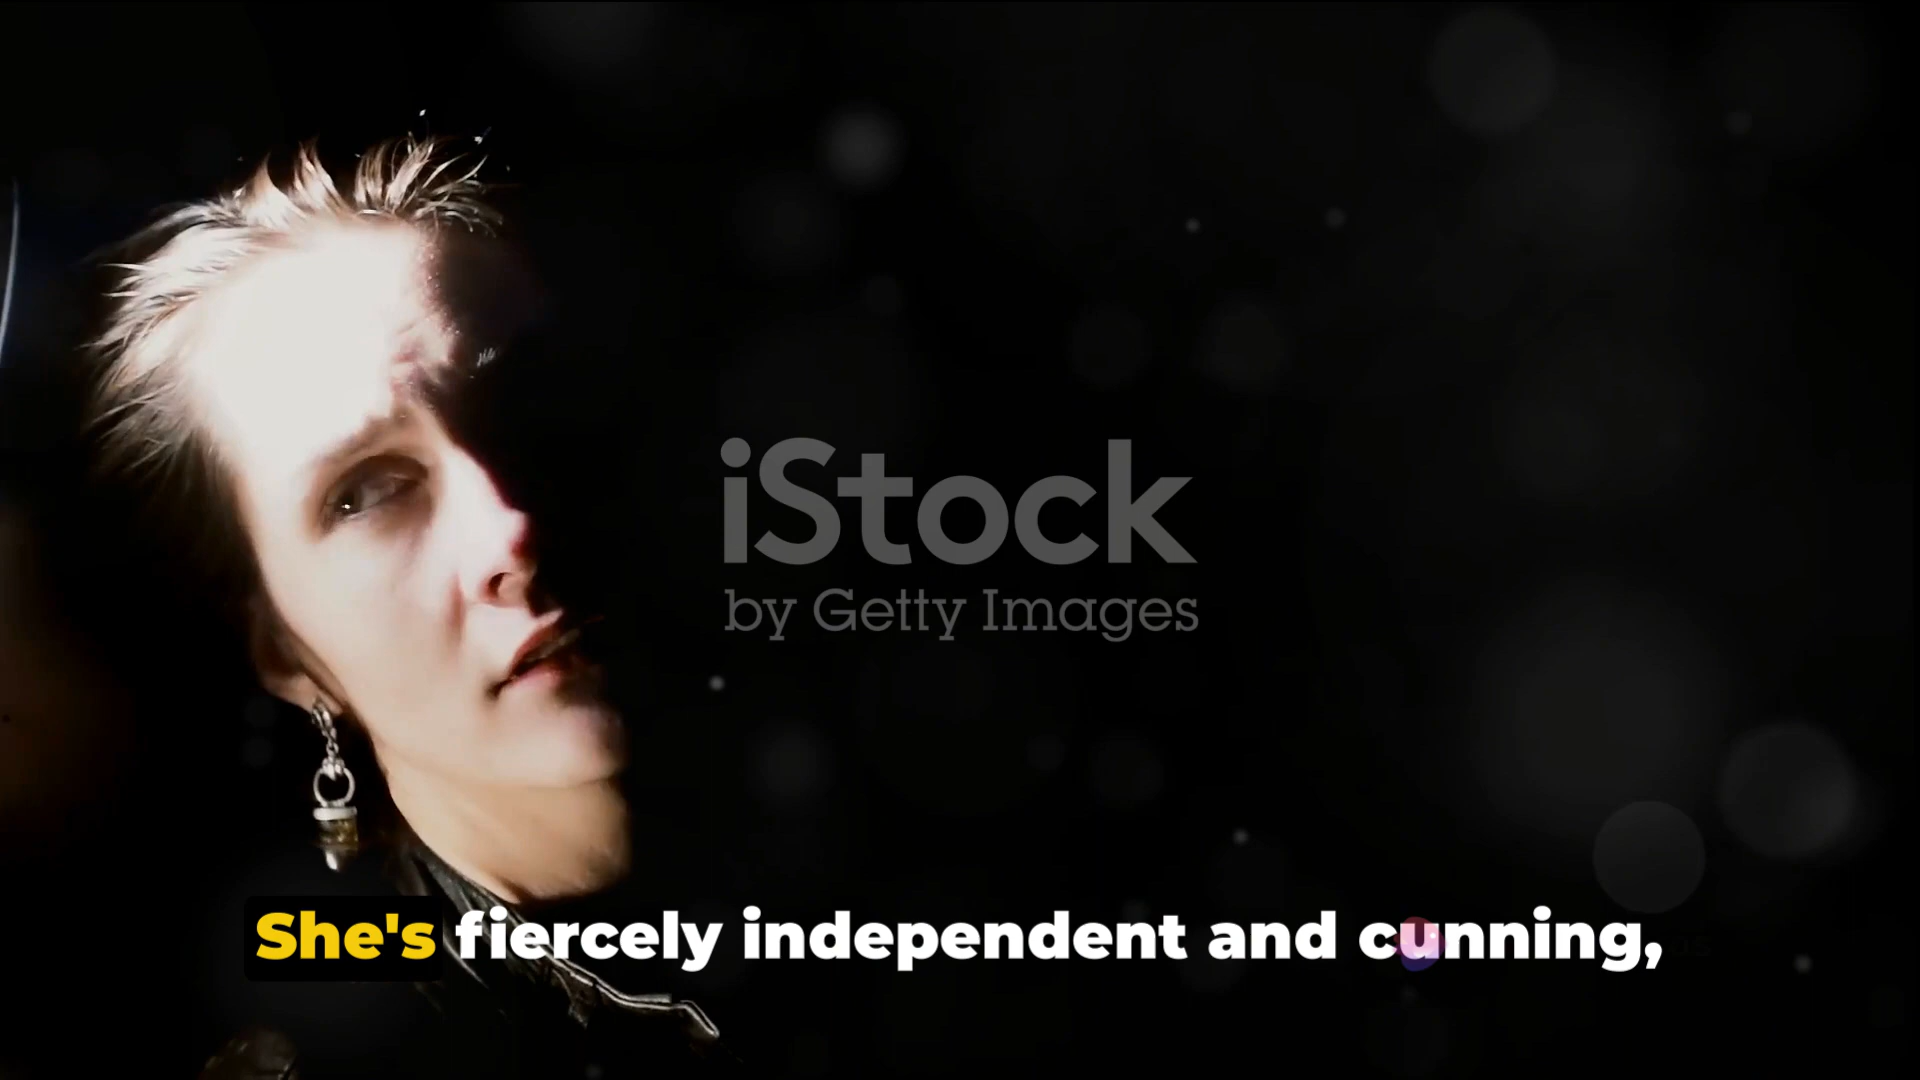 iStock
by Getty Images
She's fiercely independent and cunning,